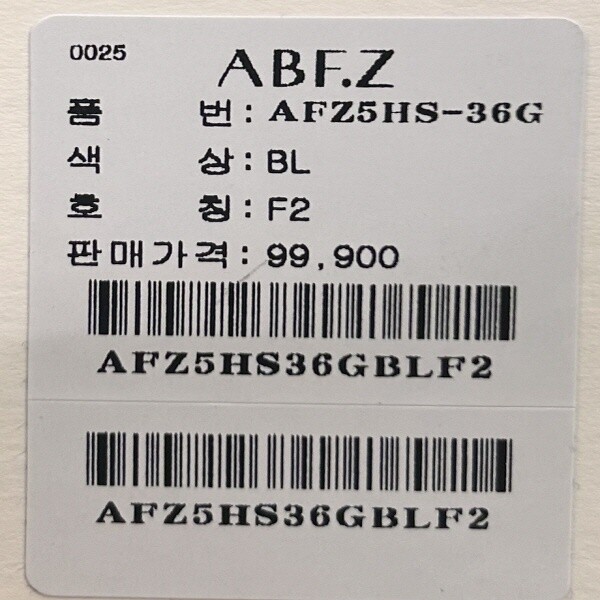 0025
ABF.Z
품 번: AFZ5HS-36G
색 상: BL
호 칭: F2
판매가격: 99,900
AFZ5HS36GBLF2
AFZ5HS36GBLF2